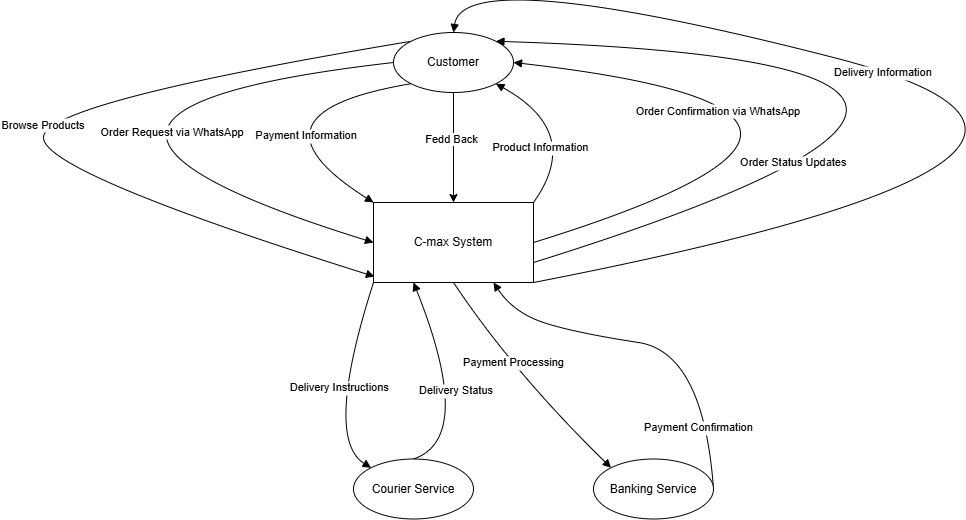 Customer
Delivery Information
Browse Products
Order Request via WhatsApp
Payment Information
Fedd Back
Product Information
Order Confirmation via WhatsApp
Order Status Updates
C-max System
Delivery Instructions
Delivery Status
Payment Processing
Payment Confirmation
Courier Service
Banking Service